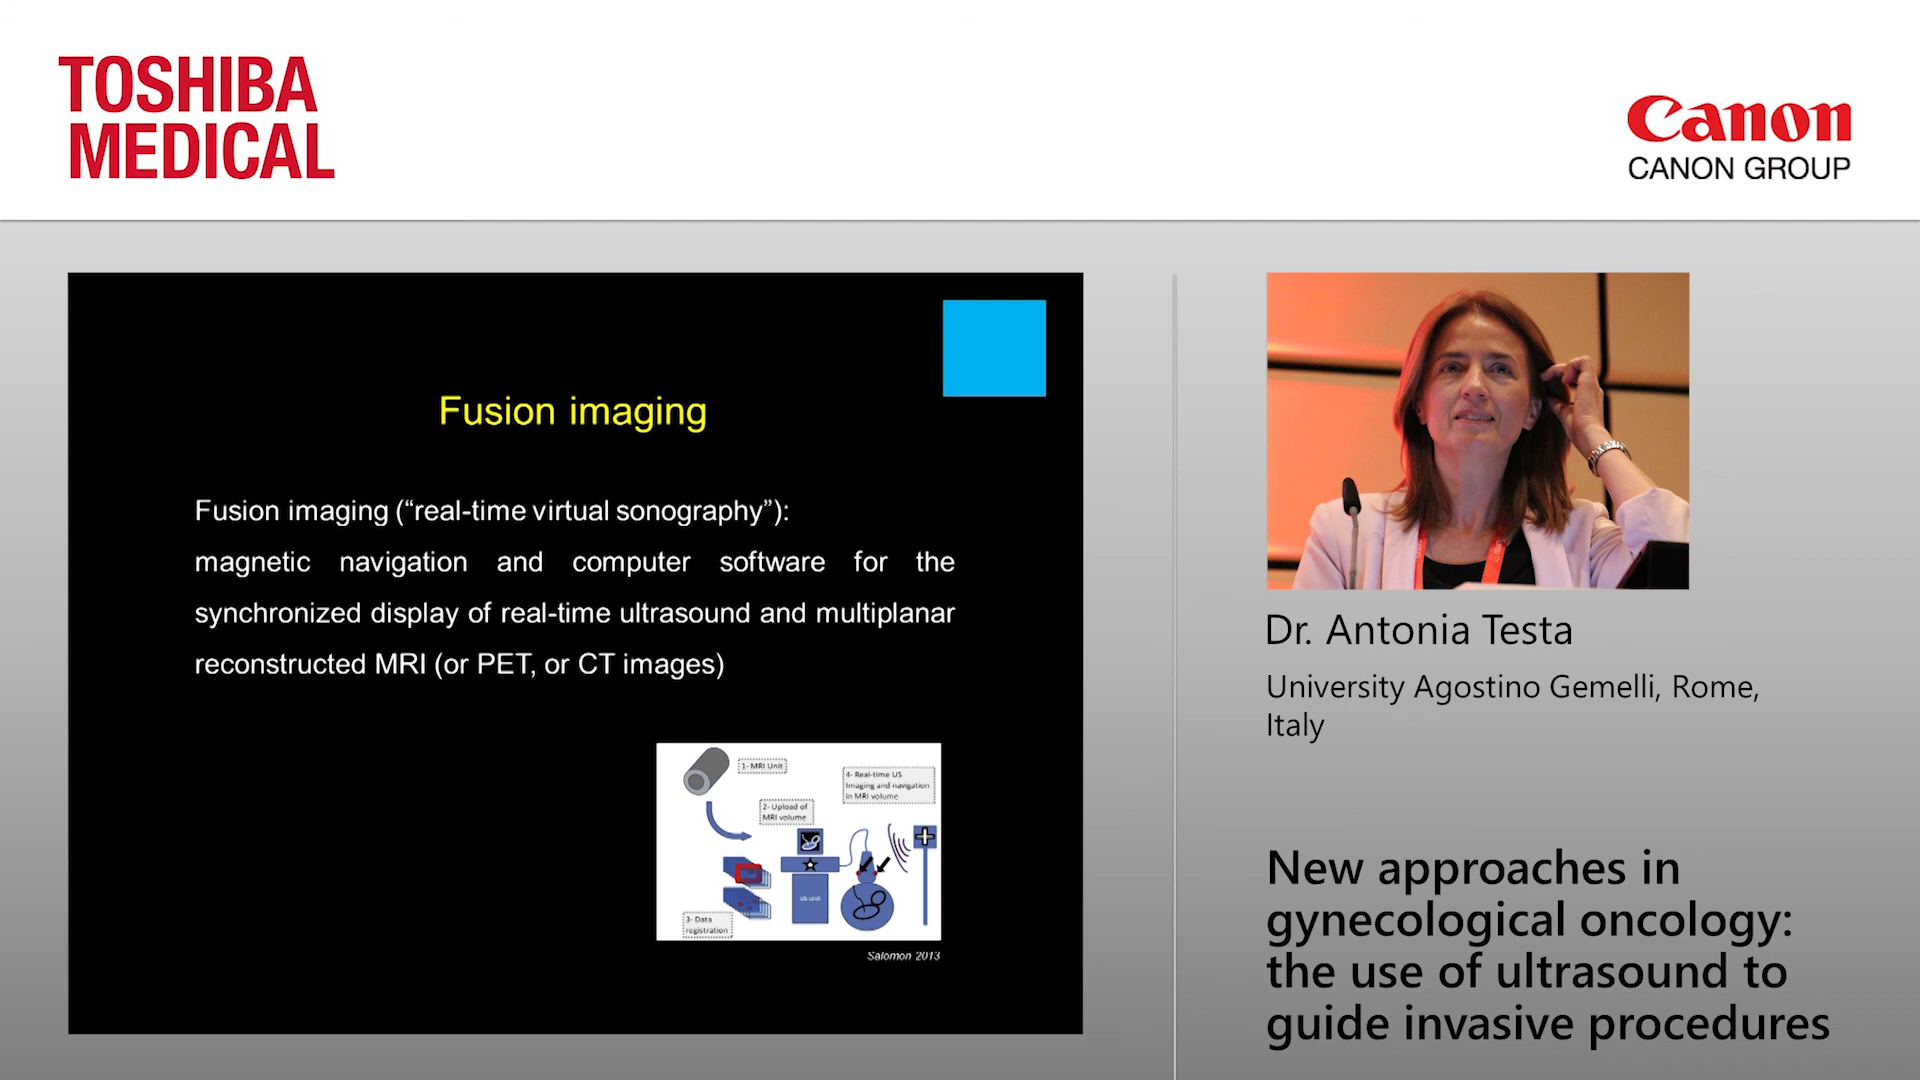 TOSHIBA
MEDICAL
Canon
CANON GROUP
Fusion imaging
Fusion imaging (“real-time virtual sonography”):
magnetic navigation and computer software for the
synchronized display of real-time ultrasound and multiplanar
reconstructed MRI (or PET, or CT images)
1- MRI Unit
2- Upload of
MRI volume
4- Real-time US
Imaging and navigation
in MRI volume
US Unit
3- Data
registration
Salomon 2013
Dr. Antonia Testa
University Agostino Gemelli, Rome,
Italy
New approaches in
gynecological oncology:
the use of ultrasound to
guide invasive procedures